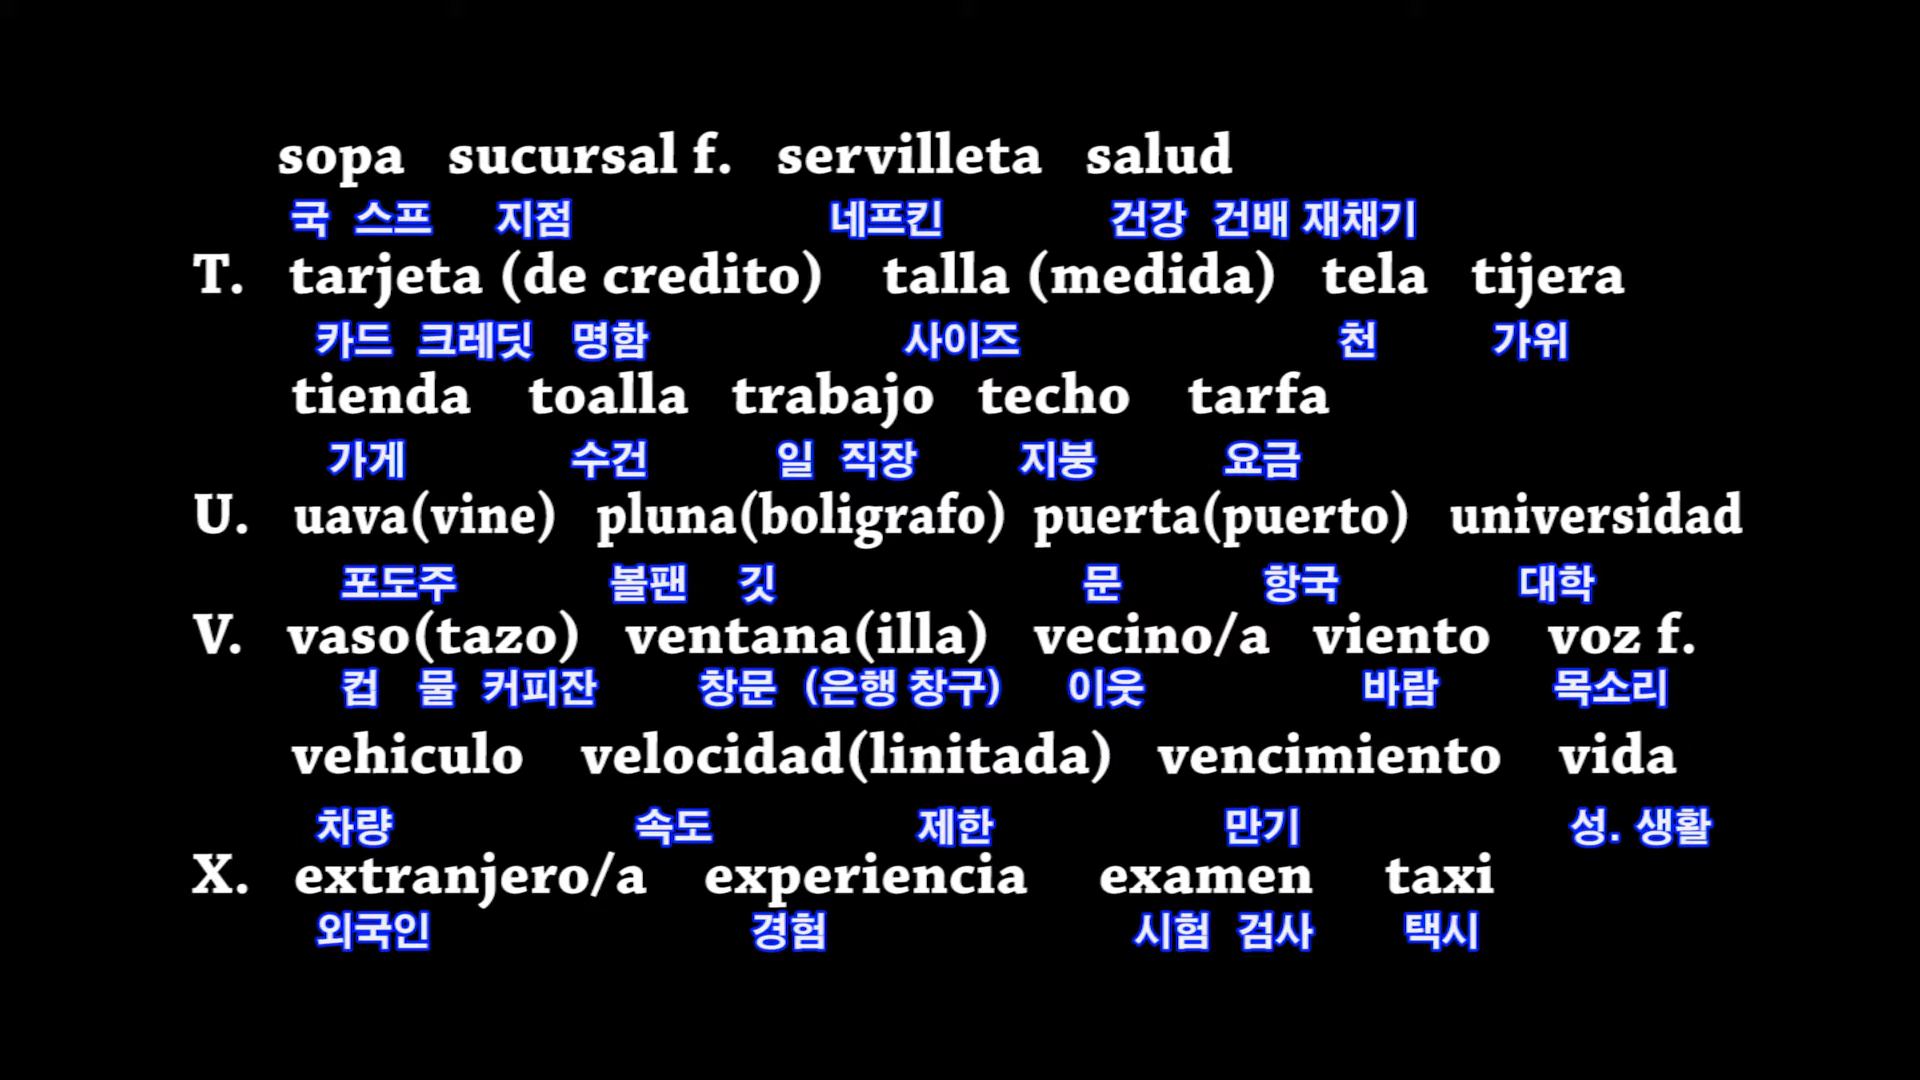 sopa sucursal f. servilleta salud
국 스프 지점 네프킨 건강 건배 재채기
T. tarjeta (de credito) talla (medida) tela tijera
카드 크레딧 명함 사이즈 천 가위
tienda toalla trabajo techo tarfa
가게 수건 일 직장 지붕 요금
U. uava(vine) pluna(boligrafo) puerta(puerto) universidad
포도주 볼팬 깃 문 항국 대학
V. vaso(tazo) ventana(illa) vecino/a viento voz f.
컵 물 커피잔 창문 (은행 창구) 이웃 바람 목소리
vehiculo velocidad(linitada) vencimiento vida
차량 속도 제한 만기 성. 생활
X. extranjero/a experiencia examen taxi
외국인 경험 시험 검사 택시